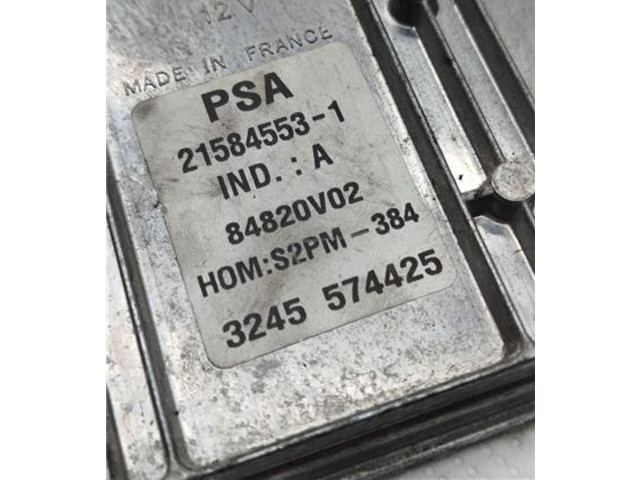 12V
MADE IN FRANCE
PSA
21584553-1
IND. : A
84820V02
HOM:S2PM-384
3245 574425